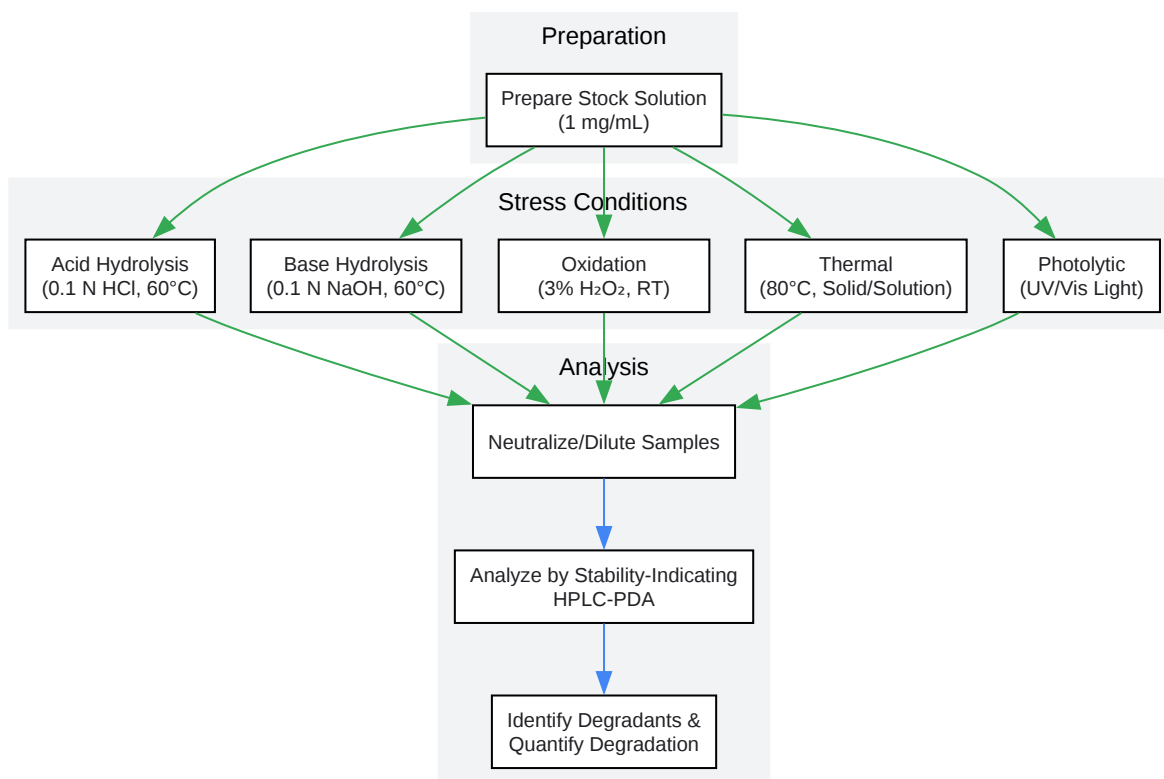 Preparation
Prepare Stock Solution
(1 mg/mL)
Stress Conditions
Acid Hydrolysis
(0.1 N HCl, 60°C)
Base Hydrolysis
(0.1 N NaOH, 60°C)
Oxidation
(3% H₂O₂, RT)
Thermal
(80°C, Solid/Solution)
Photolytic
(UV/Vis Light)
Analysis
Neutralize/Dilute Samples
Analyze by Stability-Indicating
HPLC-PDA
Identify Degradants &
Quantify Degradation